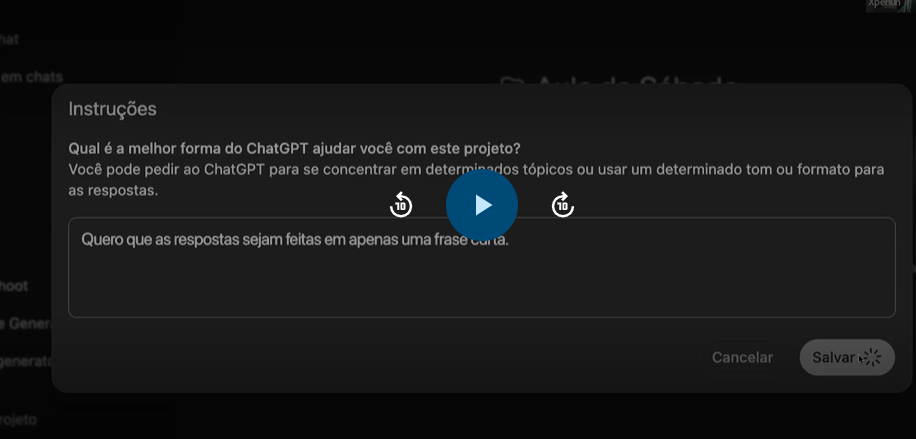 Xperiun
hat
em chats
Aula de Sábado
Instruções
Qual é a melhor forma do ChatGPT ajudar você com este projeto?
Você pode pedir ao ChatGPT para se concentrar em determinados tópicos ou usar um determinado tom ou formato para
as respostas.
10
10
Quero que as respostas sejam feitas em apenas uma frase curta.
hoot
e Gener
generato
Cancelar
Salvar
rojeto